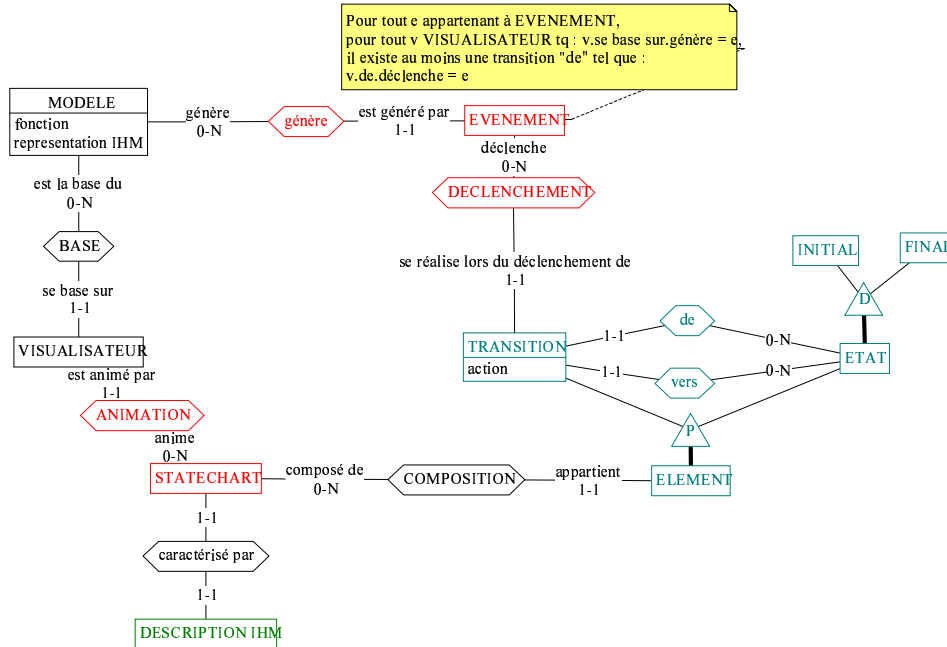 Pour tout e appartenant à EVENEMENT,
pour tout v VISUALISATEUR tq : v.se base sur.génère = e,
il existe au moins une transition "de" tel que :
v.de.déclenche = e
MODELE
fonction
representation IHM
génère
0-N
génère
est généré par
1-1
EVENEMENT
déclenche
0-N
DECLENCHEMENT
est la base du
0-N
BASE
se base sur
1-1
VISUALISATEUR
se réalise lors du déclenchement de
1-1
INITIAL
FINAL
D
TRANSITION
action
1-1
de
0-N
1-1
vers
0-N
ETAT
est animé par
1-1
ANIMATION
anime
0-N
STATECHART
composé de
0-N
COMPOSITION
appartient
1-1
P
ELEMENT
1-1
caractérisé par
1-1
DESCRIPTION IHM